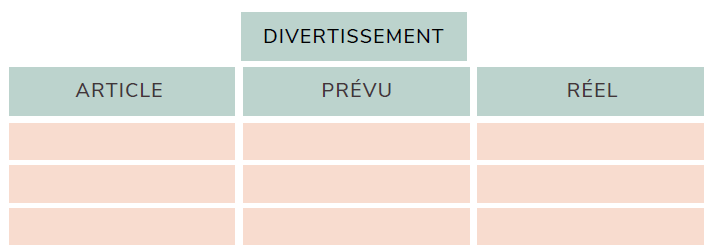 DIVERTISSEMENT
ARTICLE PRÉVU RÉEL